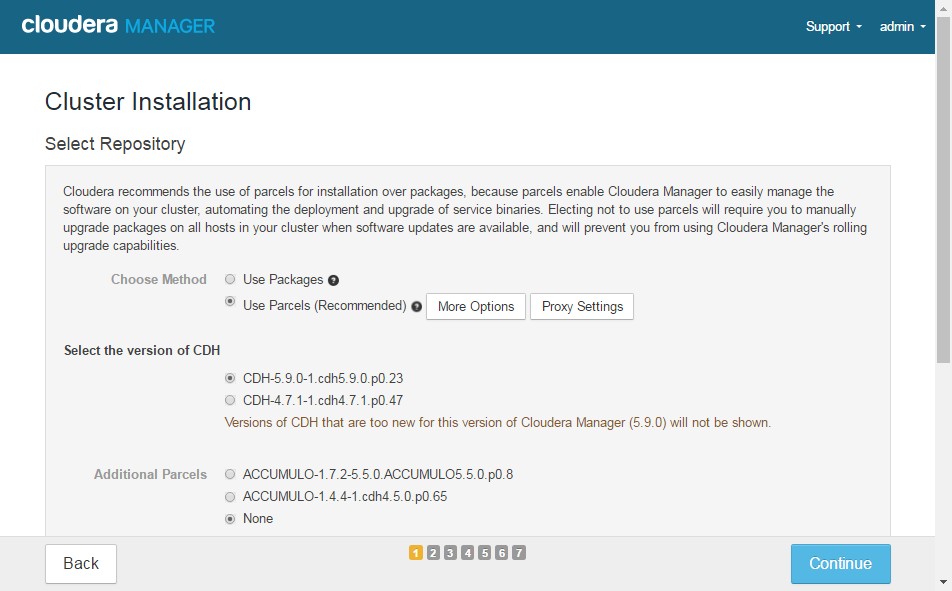 cloudera MANAGER
Support admin
Cluster Installation
Select Repository
Cloudera recommends the use of parcels for installation over packages, because parcels enable Cloudera Manager to easily manage the
software on your cluster, automating the deployment and upgrade of service binaries. Electing not to use parcels will require you to manually
upgrade packages on all hosts in your cluster when software updates are available, and will prevent you from using Cloudera Manager's rolling
upgrade capabilities.
Choose Method Use Packages ?
Use Parcels (Recommended) ? More Options Proxy Settings
Select the version of CDH
CDH-5.9.0-1.cdh5.9.0.p0.23
CDH-4.7.1-1.cdh4.7.1.p0.47
Versions of CDH that are too new for this version of Cloudera Manager (5.9.0) will not be shown.
Additional Parcels ACCUMULO-1.7.2-5.5.0.ACCUMULO5.5.0.p0.8
ACCUMULO-1.4.4-1.cdh4.5.0.p0.65
None
Back 1 2 3 4 5 6 7 Continue